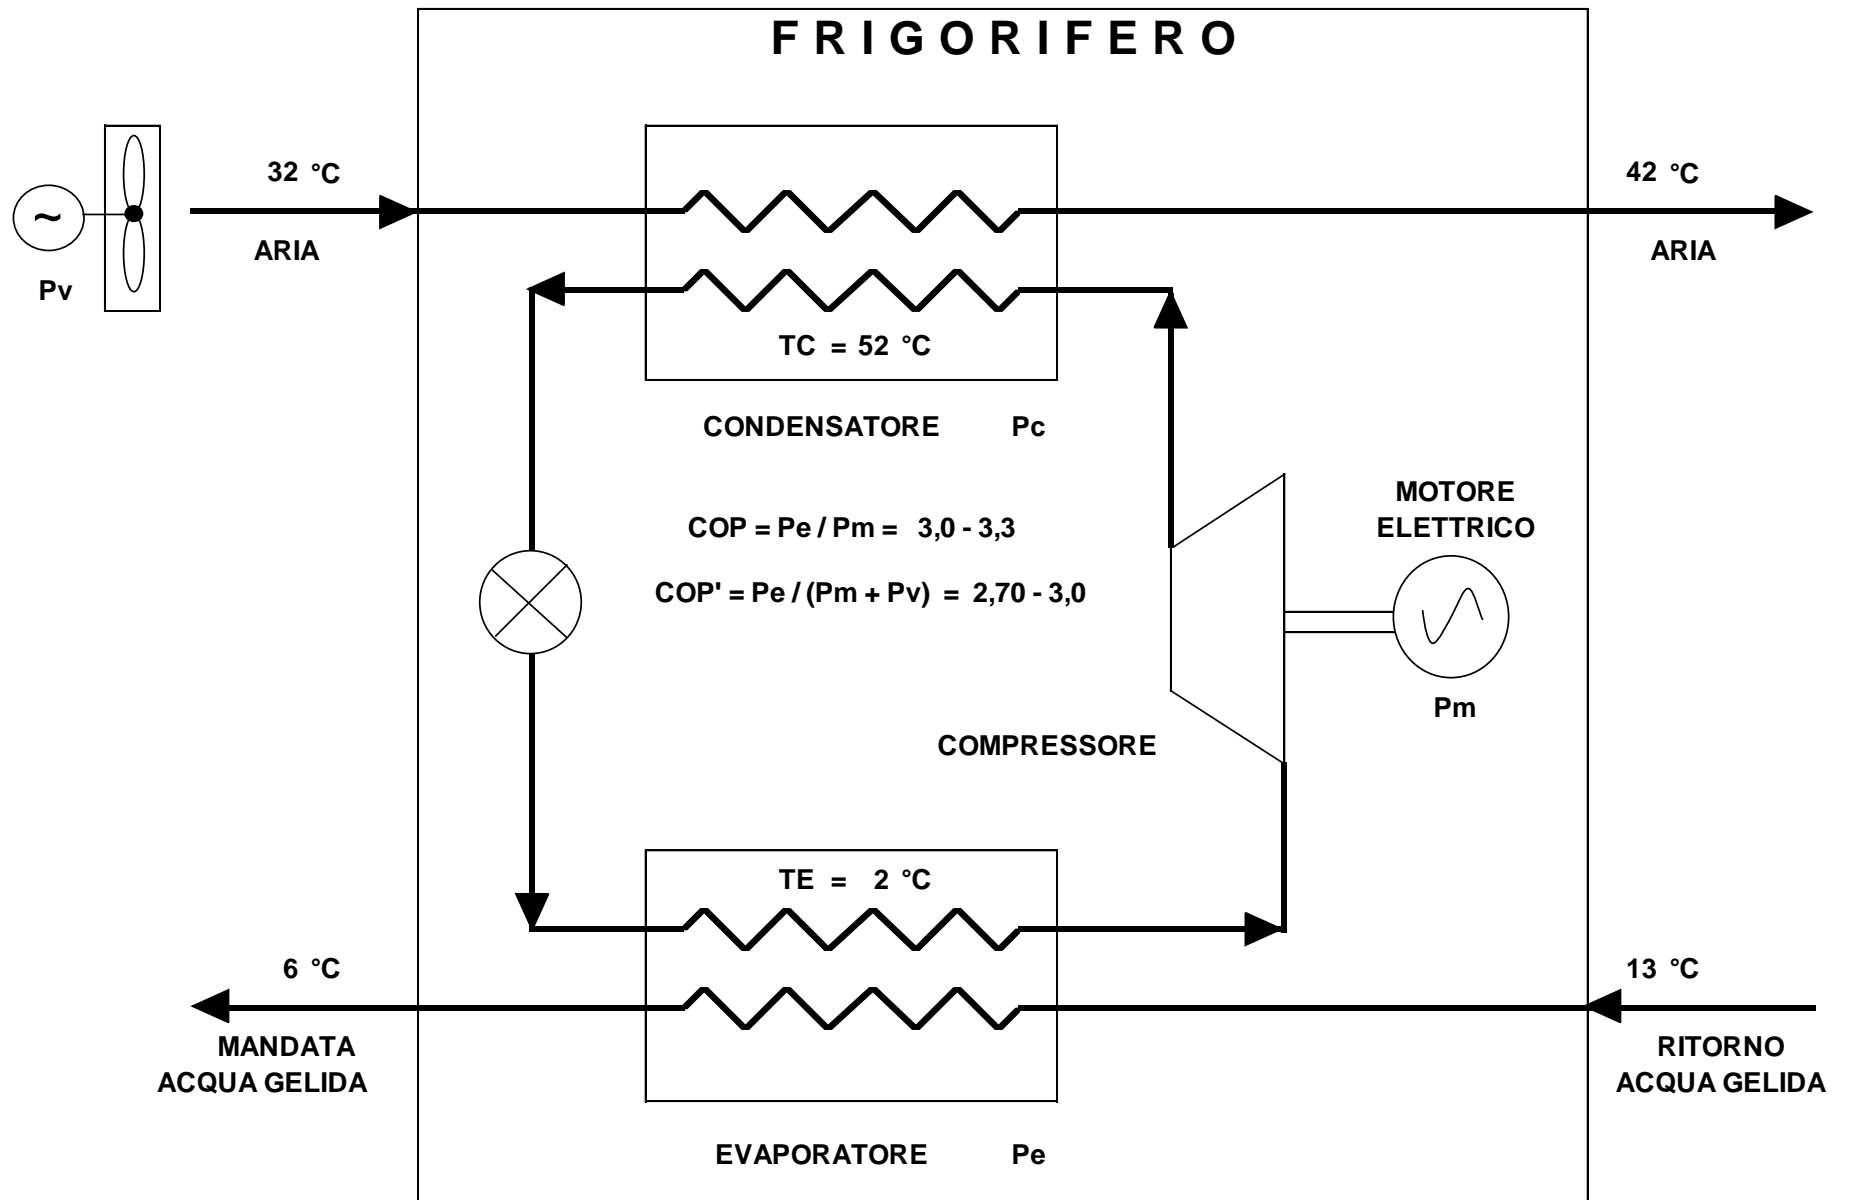 FRIGORIFERO
32 °C
42 °C
~
ARIA
ARIA
Pv
TC = 52 °C
CONDENSATORE Pc
MOTORE
ELETTRICO
COP = Pe / Pm = 3,0 - 3,3
COP' = Pe / (Pm + Pv) = 2,70 - 3,0
Pm
COMPRESSORE
TE = 2 °C
6 °C
13 °C
MANDATA
ACQUA GELIDA
RITORNO
ACQUA GELIDA
EVAPORATORE Pe